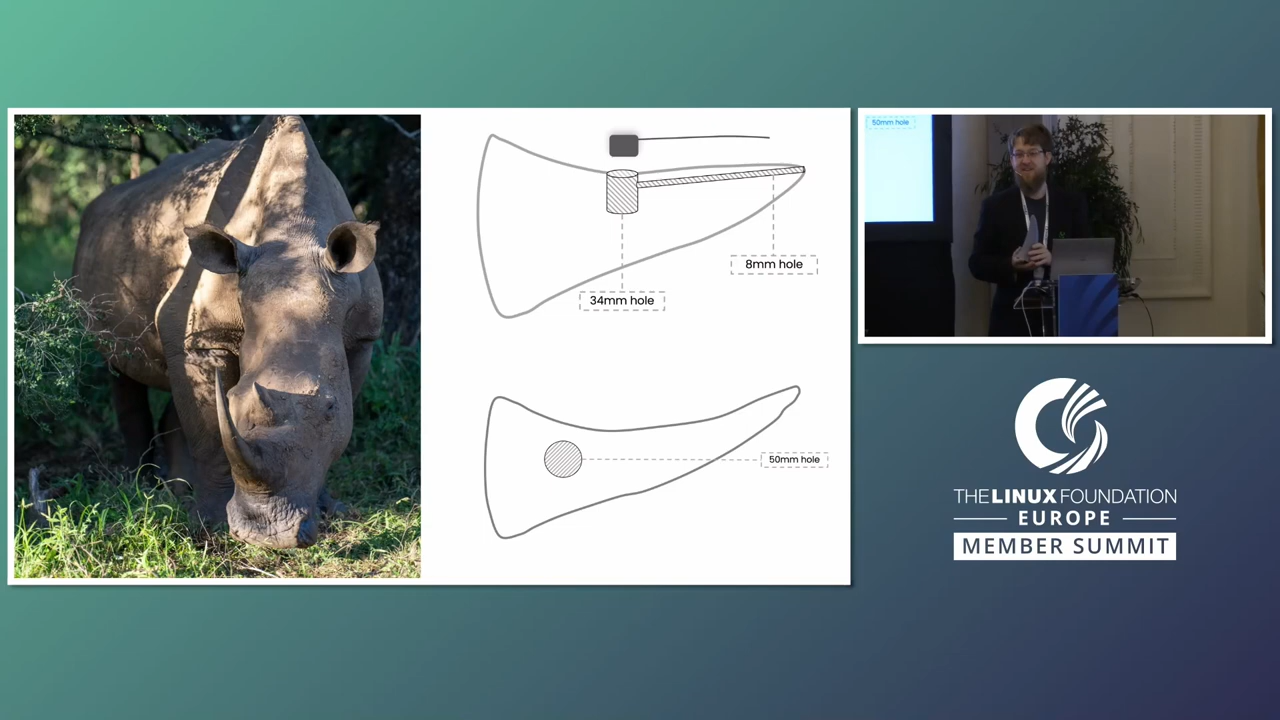 8mm hole
34mm hole
50mm hole
50mm hole
THE LINUX FOUNDATION
EUROPE
MEMBER SUMMIT